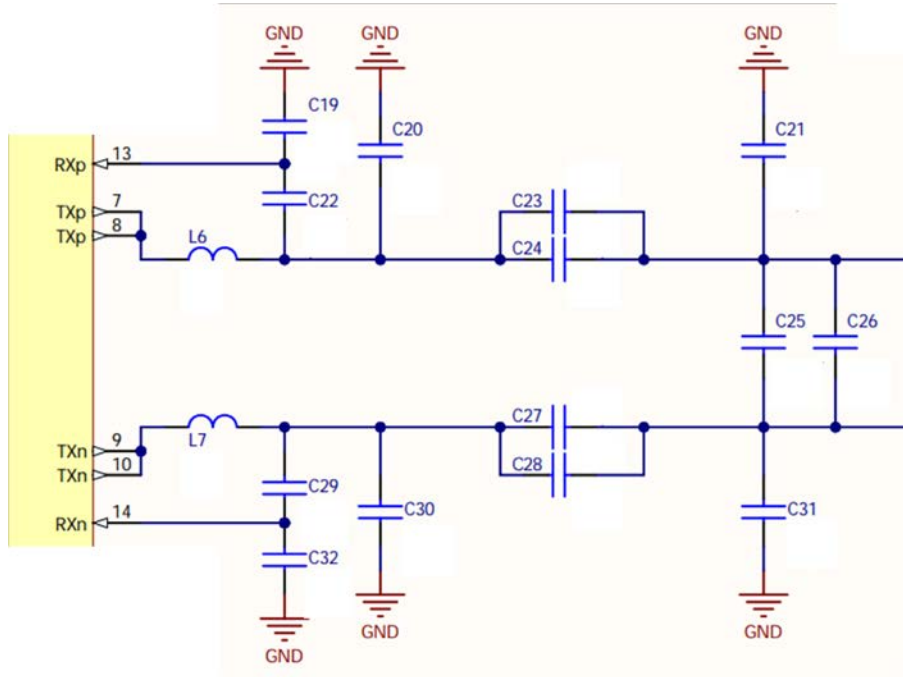 GND GND GND
C19
C20 C21
RXp 13
C22
TXp 7
TXp 8
C23
L6
C24
C25 C26
C27
L7
TXn 9
TXn 10
C28
C29
C30 C31
RXn 14
C32
GND GND
GND